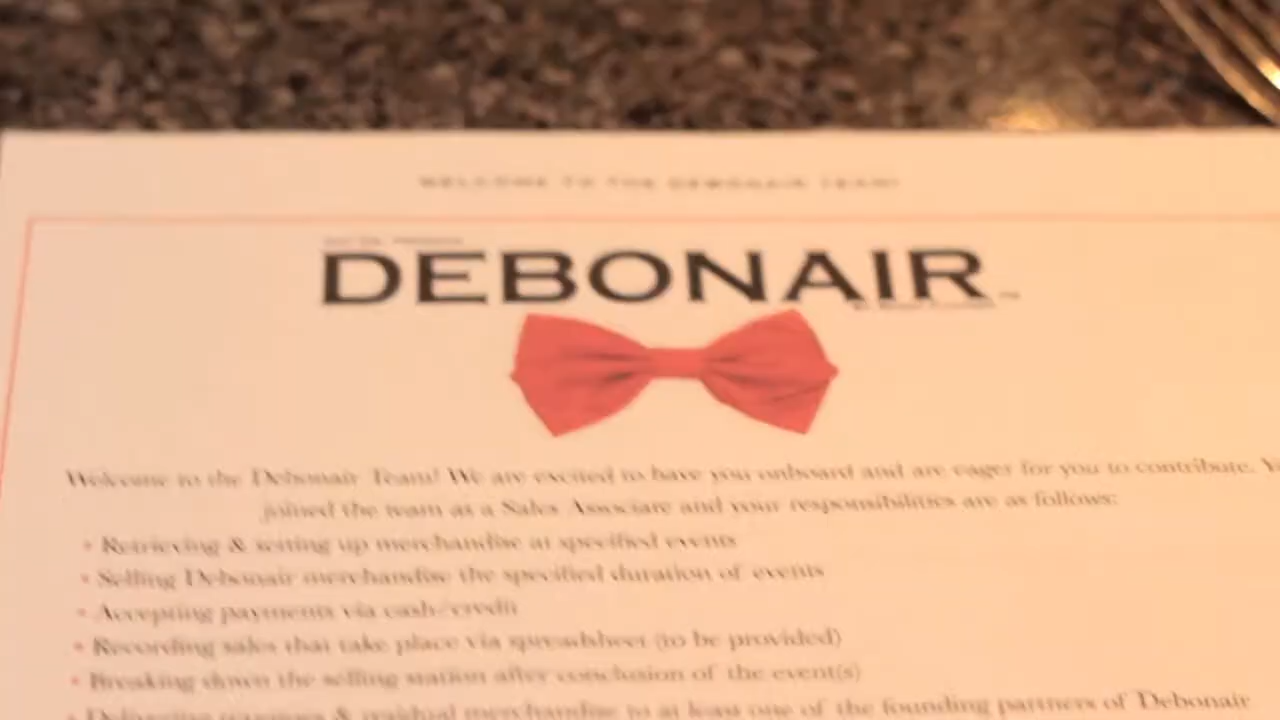 WELCOME TO THE DEBONAIR TEAM!
DEBONAIR
Welcome to the Debonair Team! We are excited to have you onboard and are eager for you to contribute.
joined the team as a Sales Associate and your responsibilities are as follows:
• Retrieving & setting up merchandise at specified events
• Selling Debonair merchandise the specified duration of events
• Accepting payments via cash/credit
• Recording sales that take place via spreadsheet (to be provided)
• Breaking down the selling station after conclusion of the event(s)
• Delivering & residual merchandise to at least one of the founding partners of Debonair